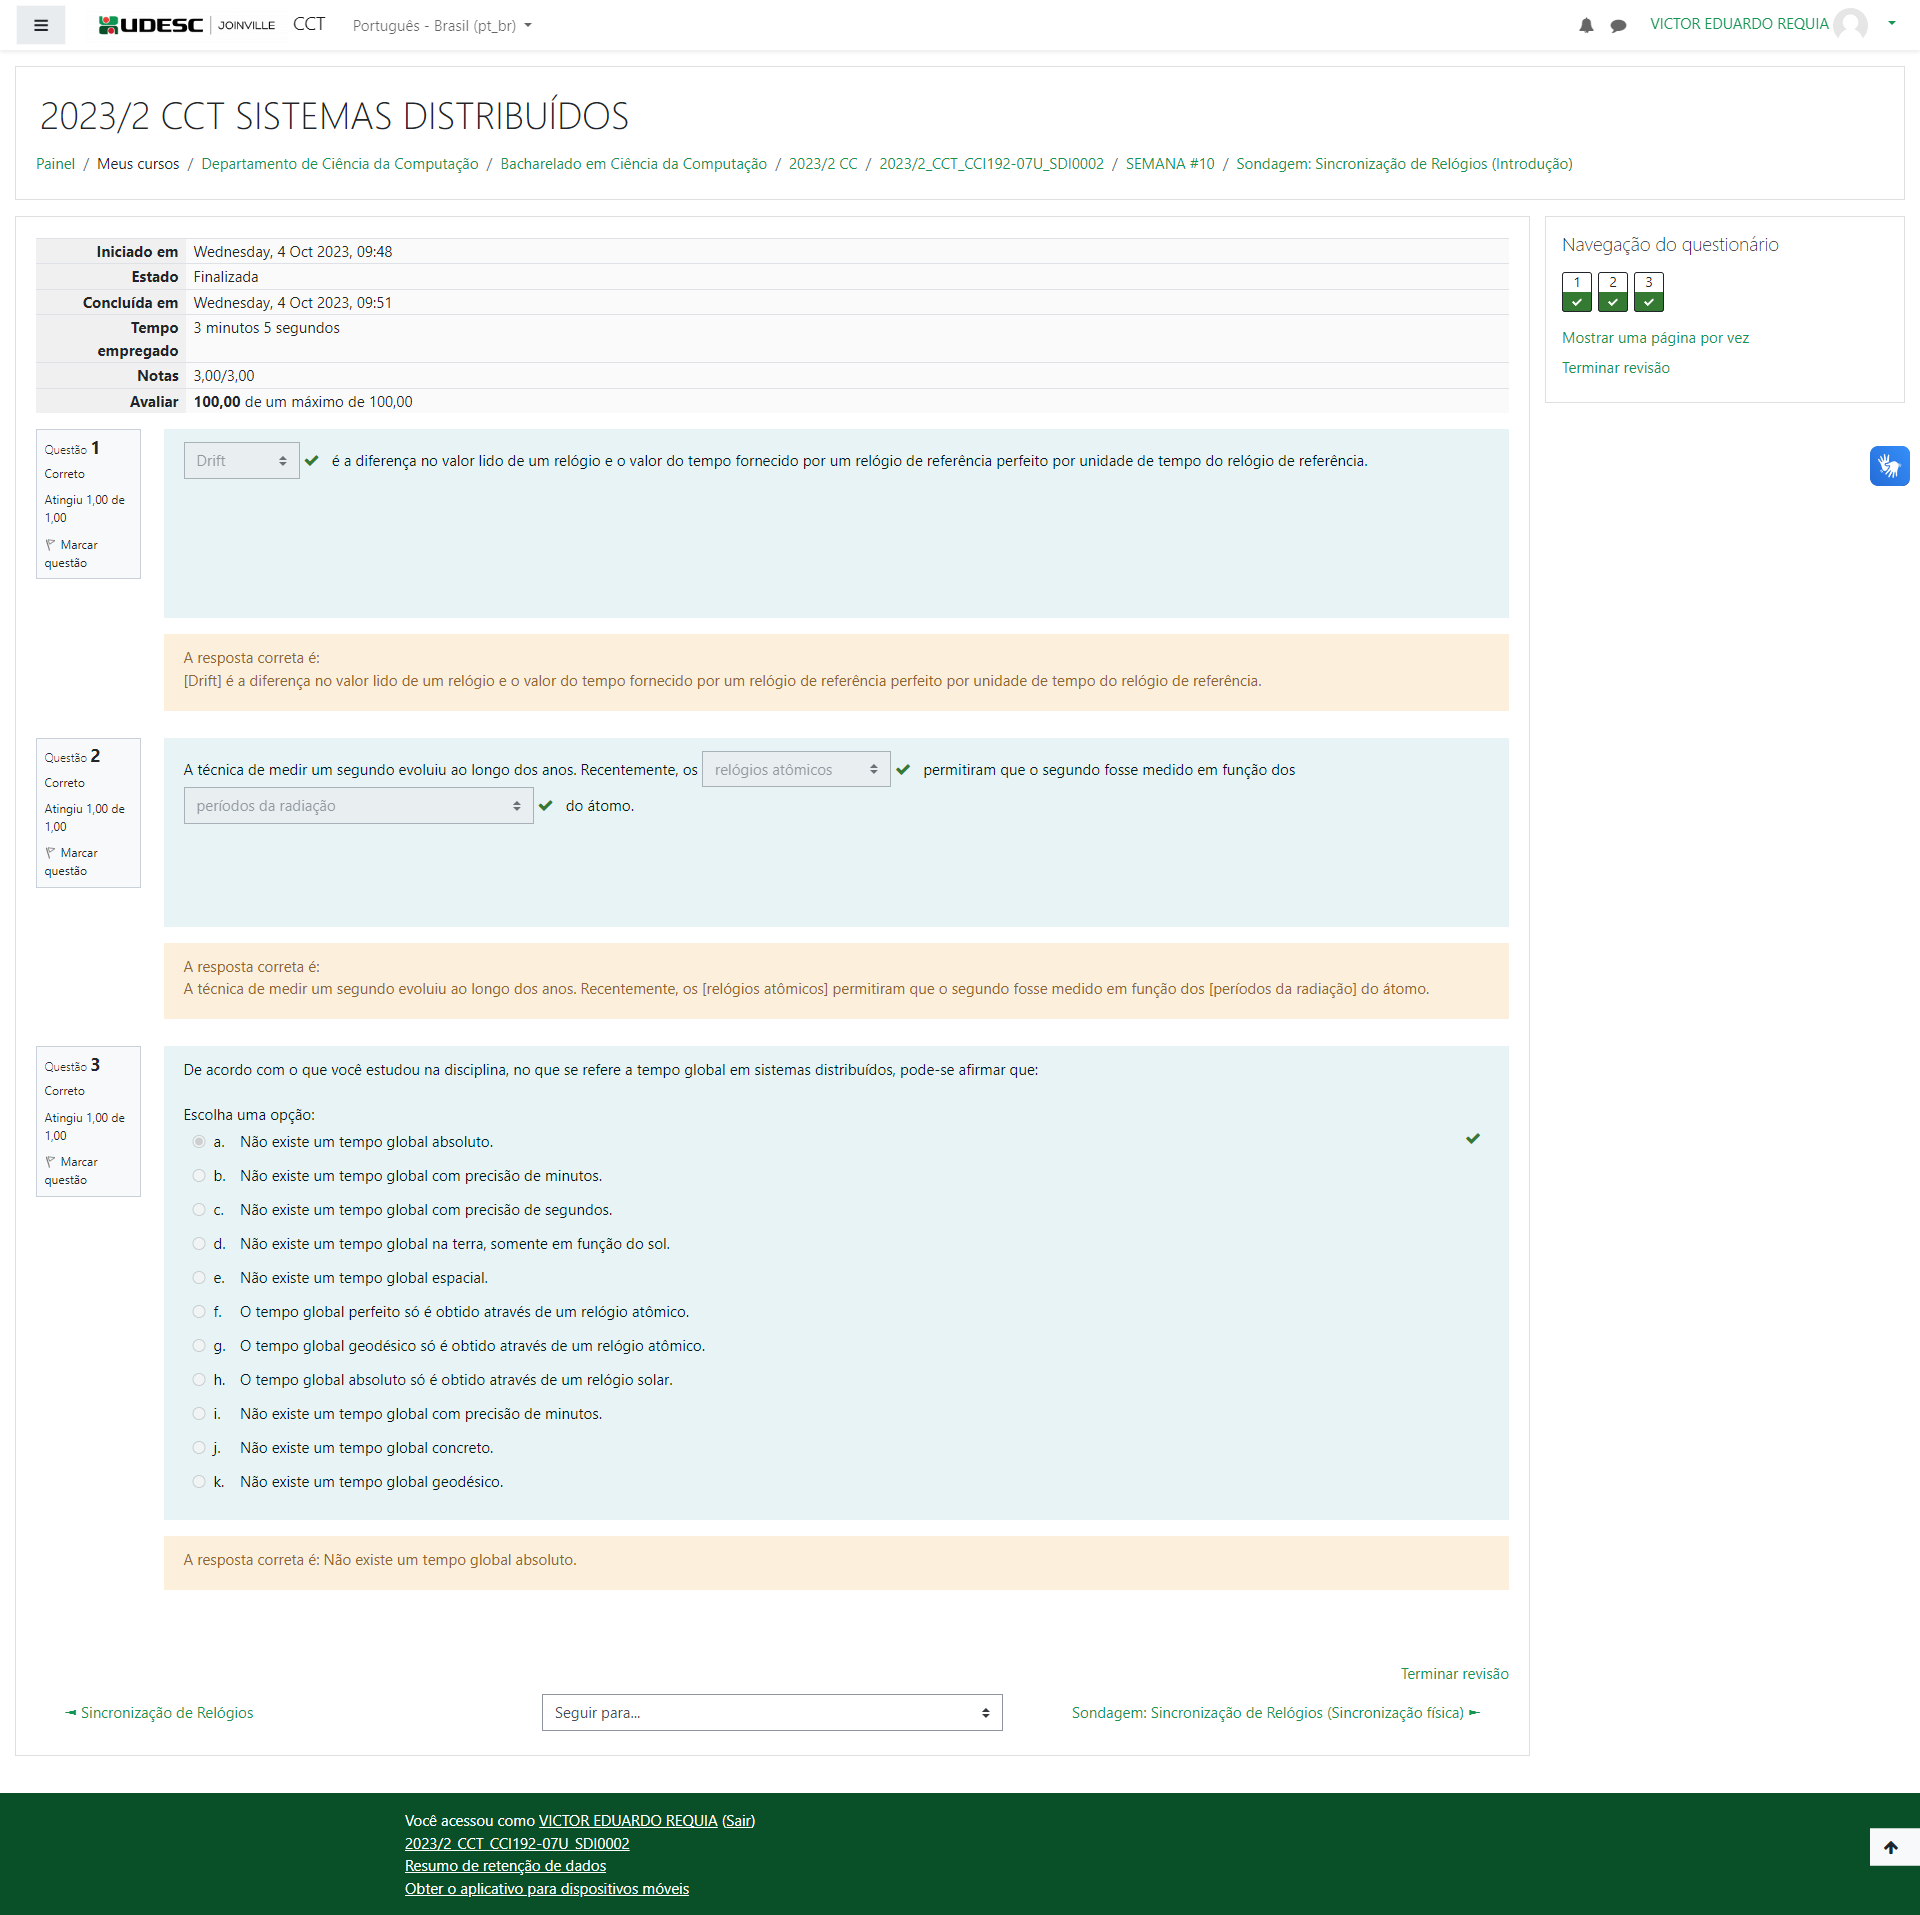 UDESC JOINVILLE CCT Português - Brasil (pt_br) VICTOR EDUARDO REQUIA
2023/2 CCT SISTEMAS DISTRIBUÍDOS
Painel / Meus cursos / Departamento de Ciência da Computação / Bacharelado em Ciência da Computação / 2023/2 CC / 2023/2_CCT_CCI192-07U_SDI0002 / SEMANA #10 / Sondagem: Sincronização de Relógios (Introdução)
Iniciado em Wednesday, 4 Oct 2023, 09:48
Estado Finalizada
Concluída em Wednesday, 4 Oct 2023, 09:51
Tempo empregado 3 minutos 5 segundos
Notas 3,00/3,00
Avaliar 100,00 de um máximo de 100,00
Navegação do questionário
1 2 3
Mostrar uma página por vez
Terminar revisão
Questão 1
Correto
Atingiu 1,00 de
1,00
Marcar
questão
Drift é a diferença no valor lido de um relógio e o valor do tempo fornecido por um relógio de referência perfeito por unidade de tempo do relógio de referência.
A resposta correta é:
[Drift] é a diferença no valor lido de um relógio e o valor do tempo fornecido por um relógio de referência perfeito por unidade de tempo do relógio de referência.
Questão 2
Correto
Atingiu 1,00 de
1,00
Marcar
questão
A técnica de medir um segundo evoluiu ao longo dos anos. Recentemente, os relógios atômicos permitiram que o segundo fosse medido em função dos
períodos da radiação do átomo.
A resposta correta é:
A técnica de medir um segundo evoluiu ao longo dos anos. Recentemente, os [relógios atômicos] permitiram que o segundo fosse medido em função dos [períodos da radiação] do átomo.
Questão 3
Correto
Atingiu 1,00 de
1,00
Marcar
questão
De acordo com o que você estudou na disciplina, no que se refere a tempo global em sistemas distribuídos, pode-se afirmar que:
Escolha uma opção:
a. Não existe um tempo global absoluto.
b. Não existe um tempo global com precisão de minutos.
c. Não existe um tempo global com precisão de segundos.
d. Não existe um tempo global na terra, somente em função do sol.
e. Não existe um tempo global espacial.
f. O tempo global perfeito só é obtido através de um relógio atômico.
g. O tempo global geodésico só é obtido através de um relógio atômico.
h. O tempo global absoluto só é obtido através de um relógio solar.
i. Não existe um tempo global com precisão de minutos.
j. Não existe um tempo global concreto.
k. Não existe um tempo global geodésico.
A resposta correta é: Não existe um tempo global absoluto.
Terminar revisão
◄ Sincronização de Relógios
Seguir para...
Sondagem: Sincronização de Relógios (Sincronização física) ►
Você acessou como VICTOR EDUARDO REQUIA (Sair)
2023/2_CCT_CCI192-07U_SDI0002
Resumo de retenção de dados
Obter o aplicativo para dispositivos móveis